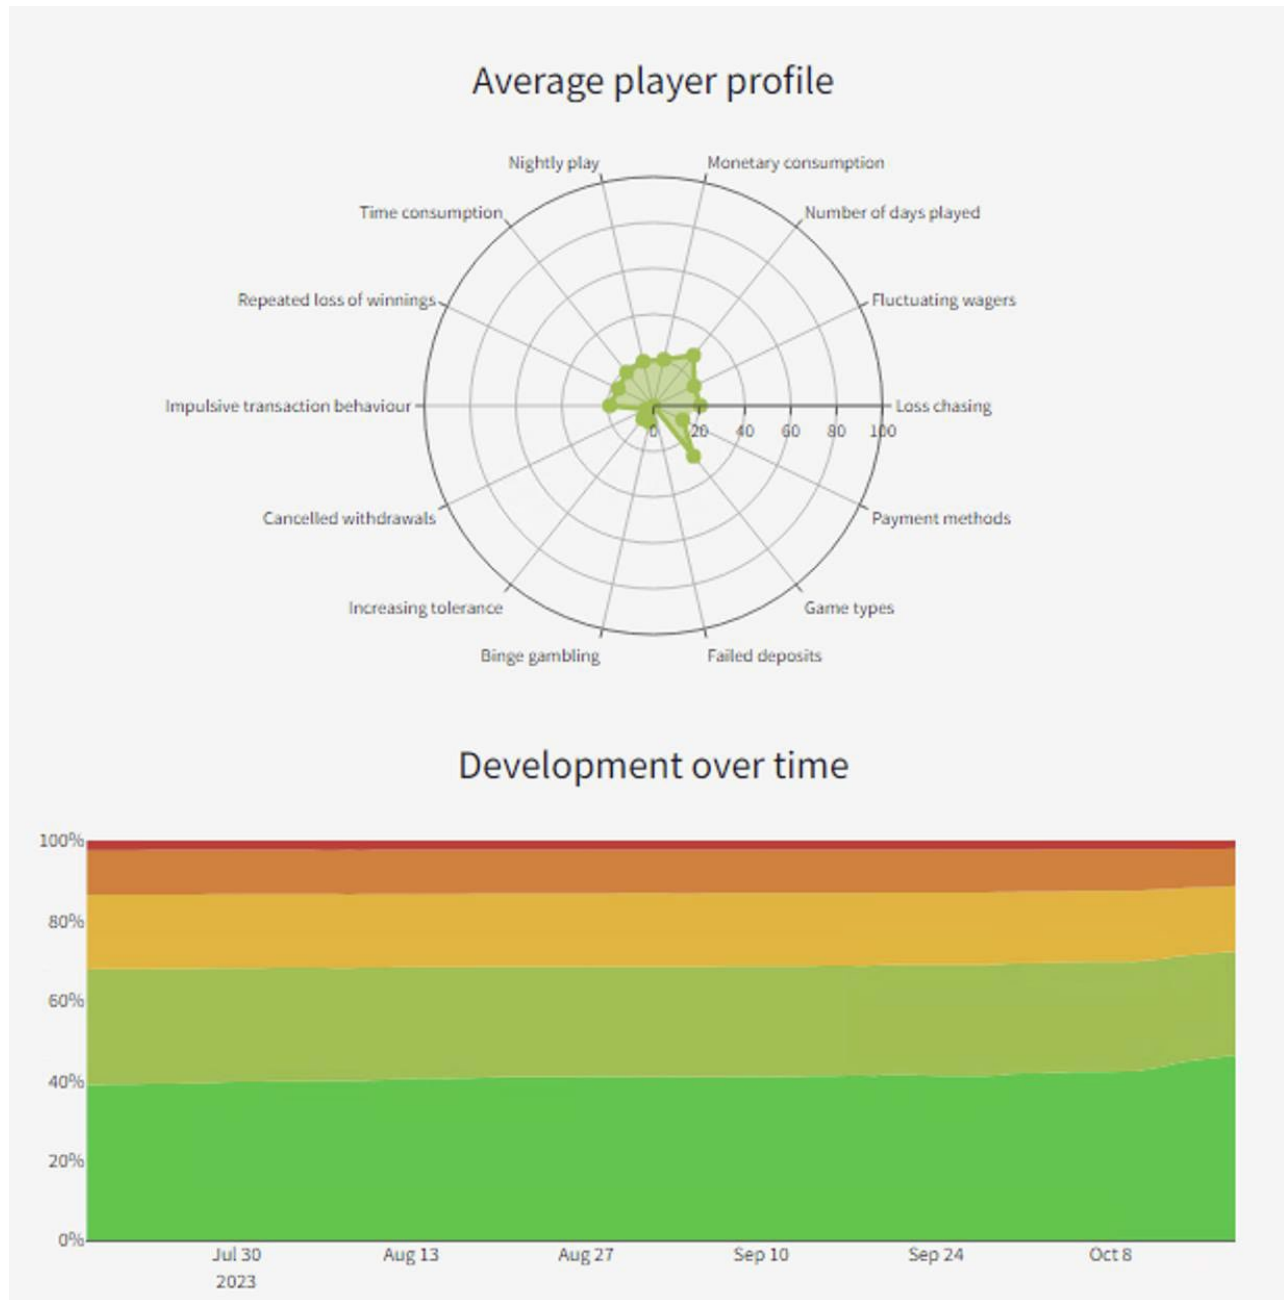 Average player profile
Nightly play
Monetary consumption
Time consumption
Number of days played
Repeated loss of winnings
Fluctuating wagers
Impulsive transaction behaviour
Loss chasing
0 20 40 60 80 100
Cancelled withdrawals
Payment methods
Increasing tolerance
Game types
Binge gambling
Failed deposits
Development over time
100%
80%
60%
40%
20%
0%
Jul 30 Aug 13 Aug 27 Sep 10 Sep 24 Oct 8
2023